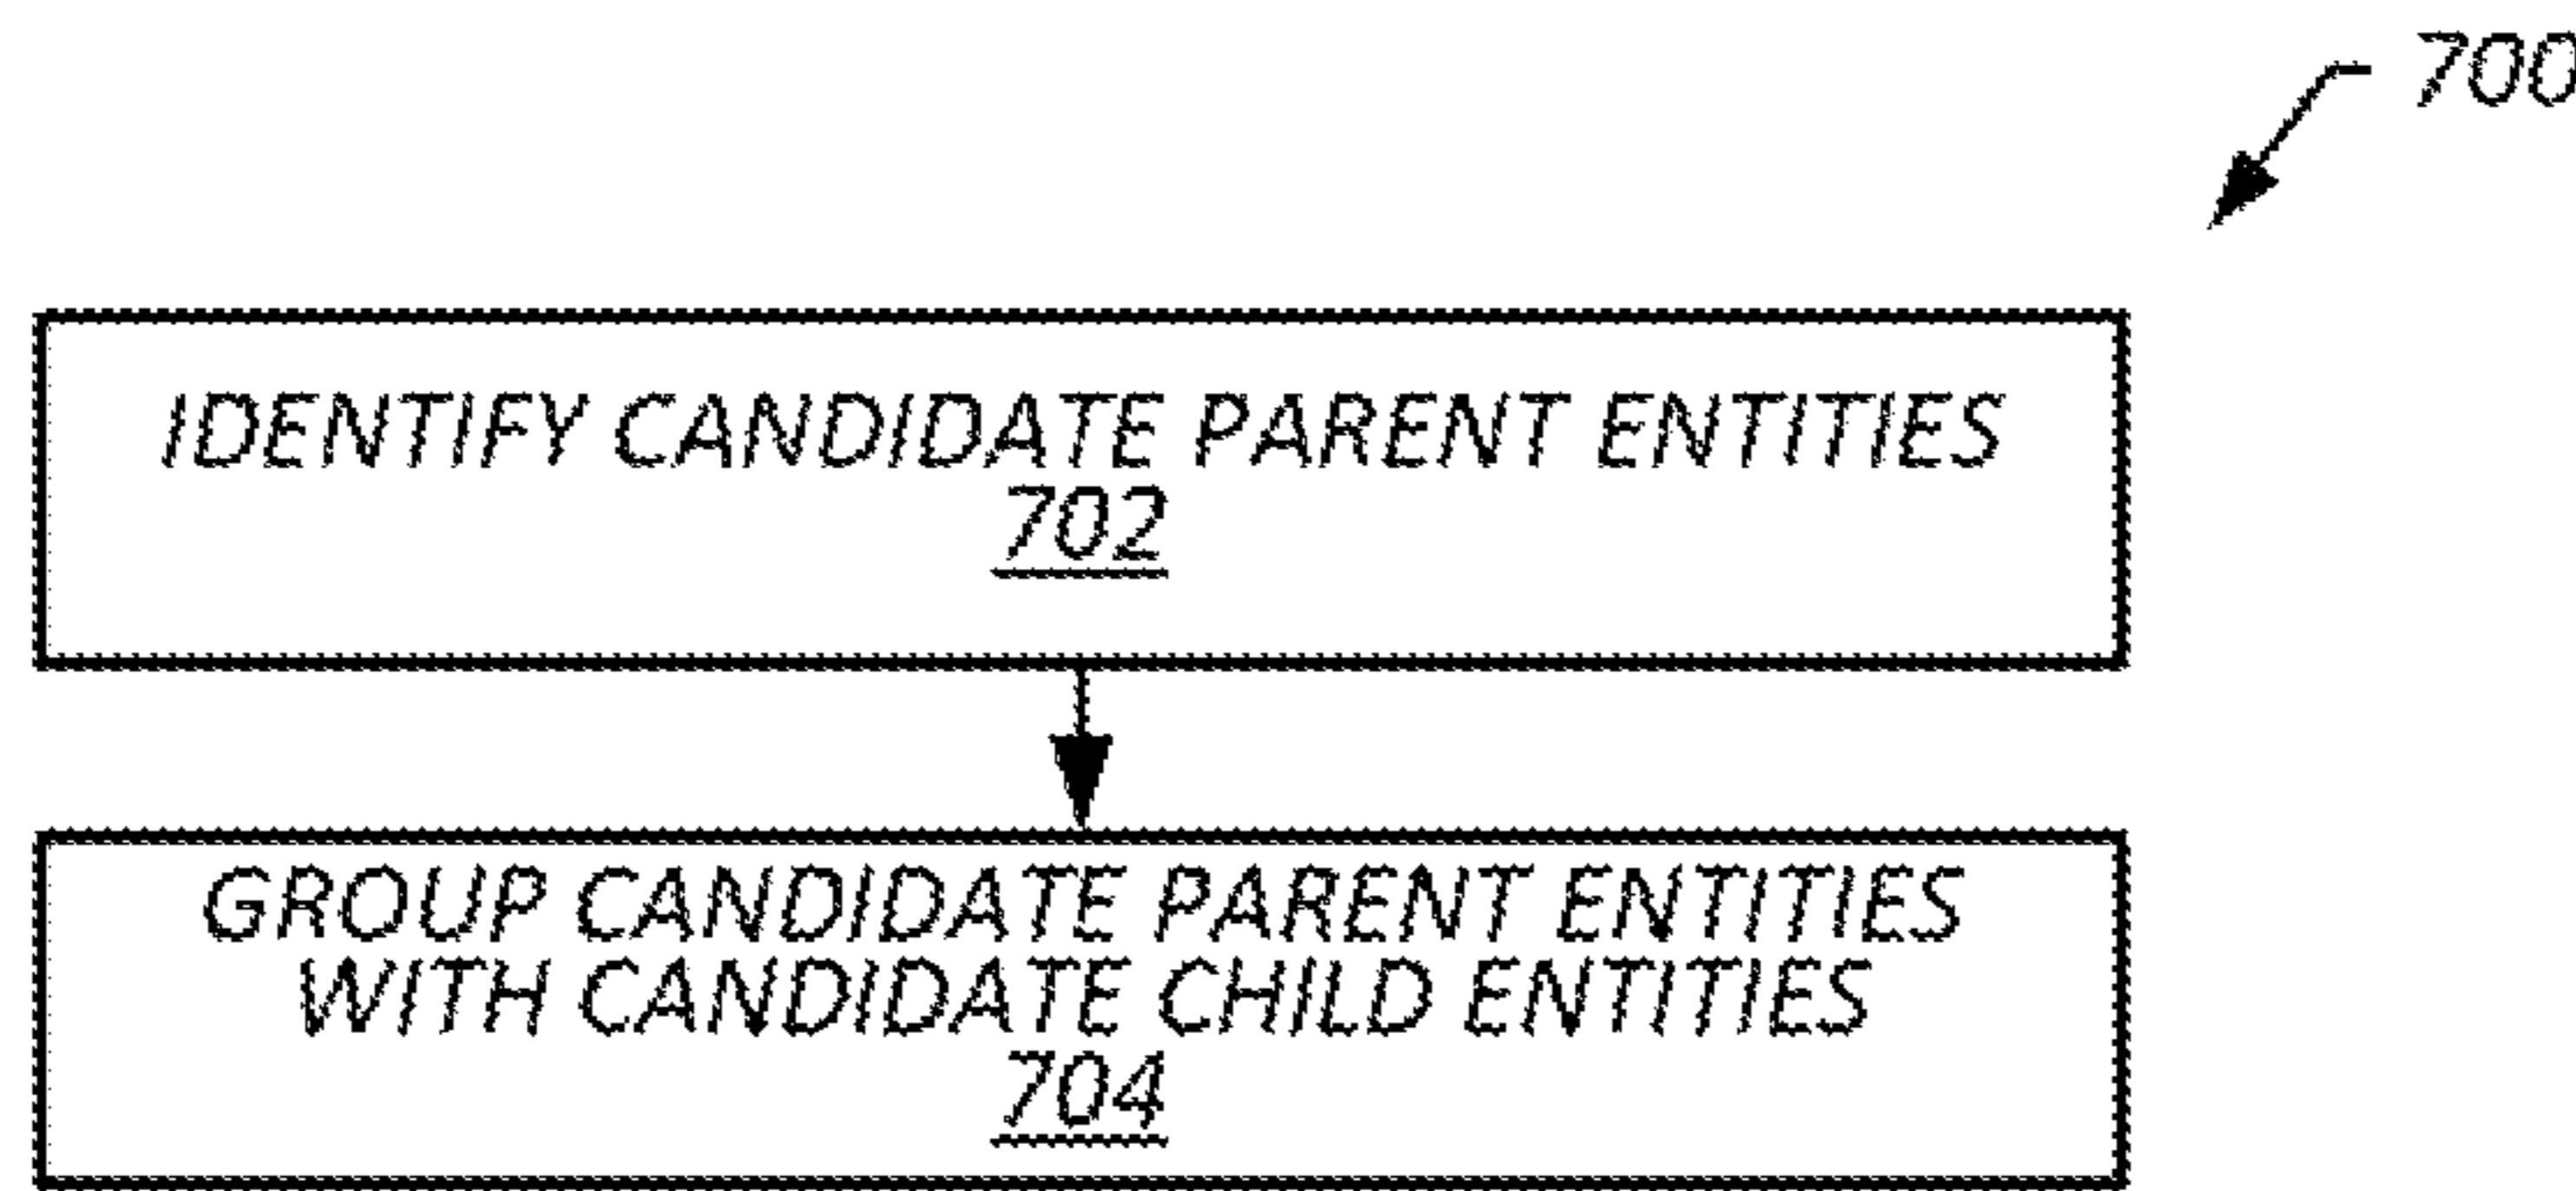 700
IDENTIFY CANDIDATE PARENT ENTITIES
702
GROUP CANDIDATE PARENT ENTITIES
WITH CANDIDATE CHILD ENTITIES
704